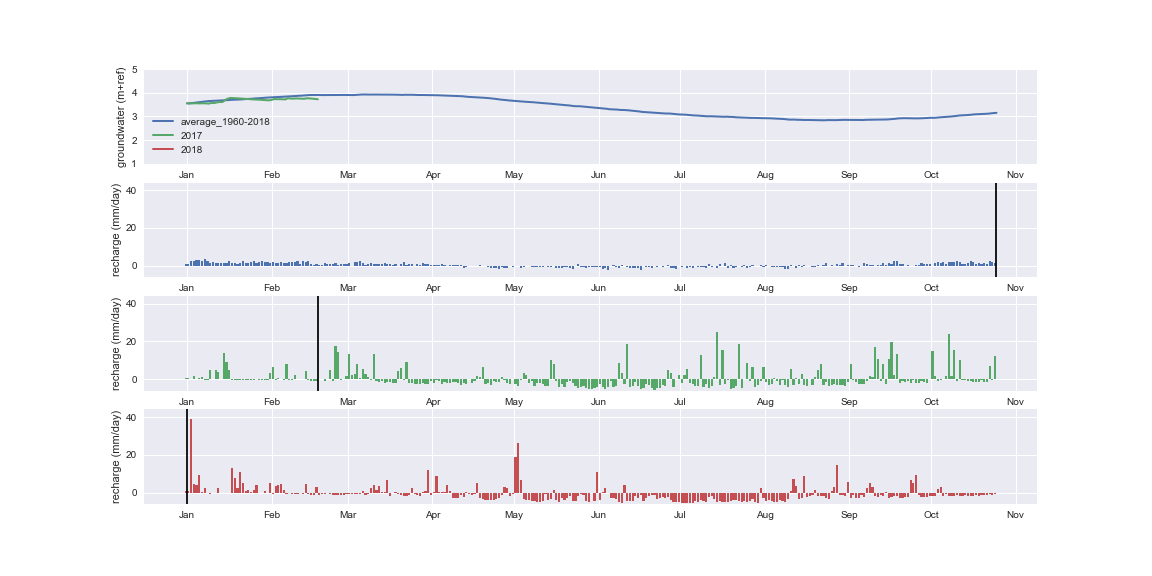 groundwater (m+ref)
5
4
3
2
1
average_1960-2018
2017
2018
Jan Feb Mar Apr May Jun Jul Aug Sep Oct Nov
recharge (mm/day)
40
20
0
Jan Feb Mar Apr May Jun Jul Aug Sep Oct Nov
recharge (mm/day)
40
20
0
Jan Feb Mar Apr May Jun Jul Aug Sep Oct Nov
recharge (mm/day)
40
20
0
Jan Feb Mar Apr May Jun Jul Aug Sep Oct Nov